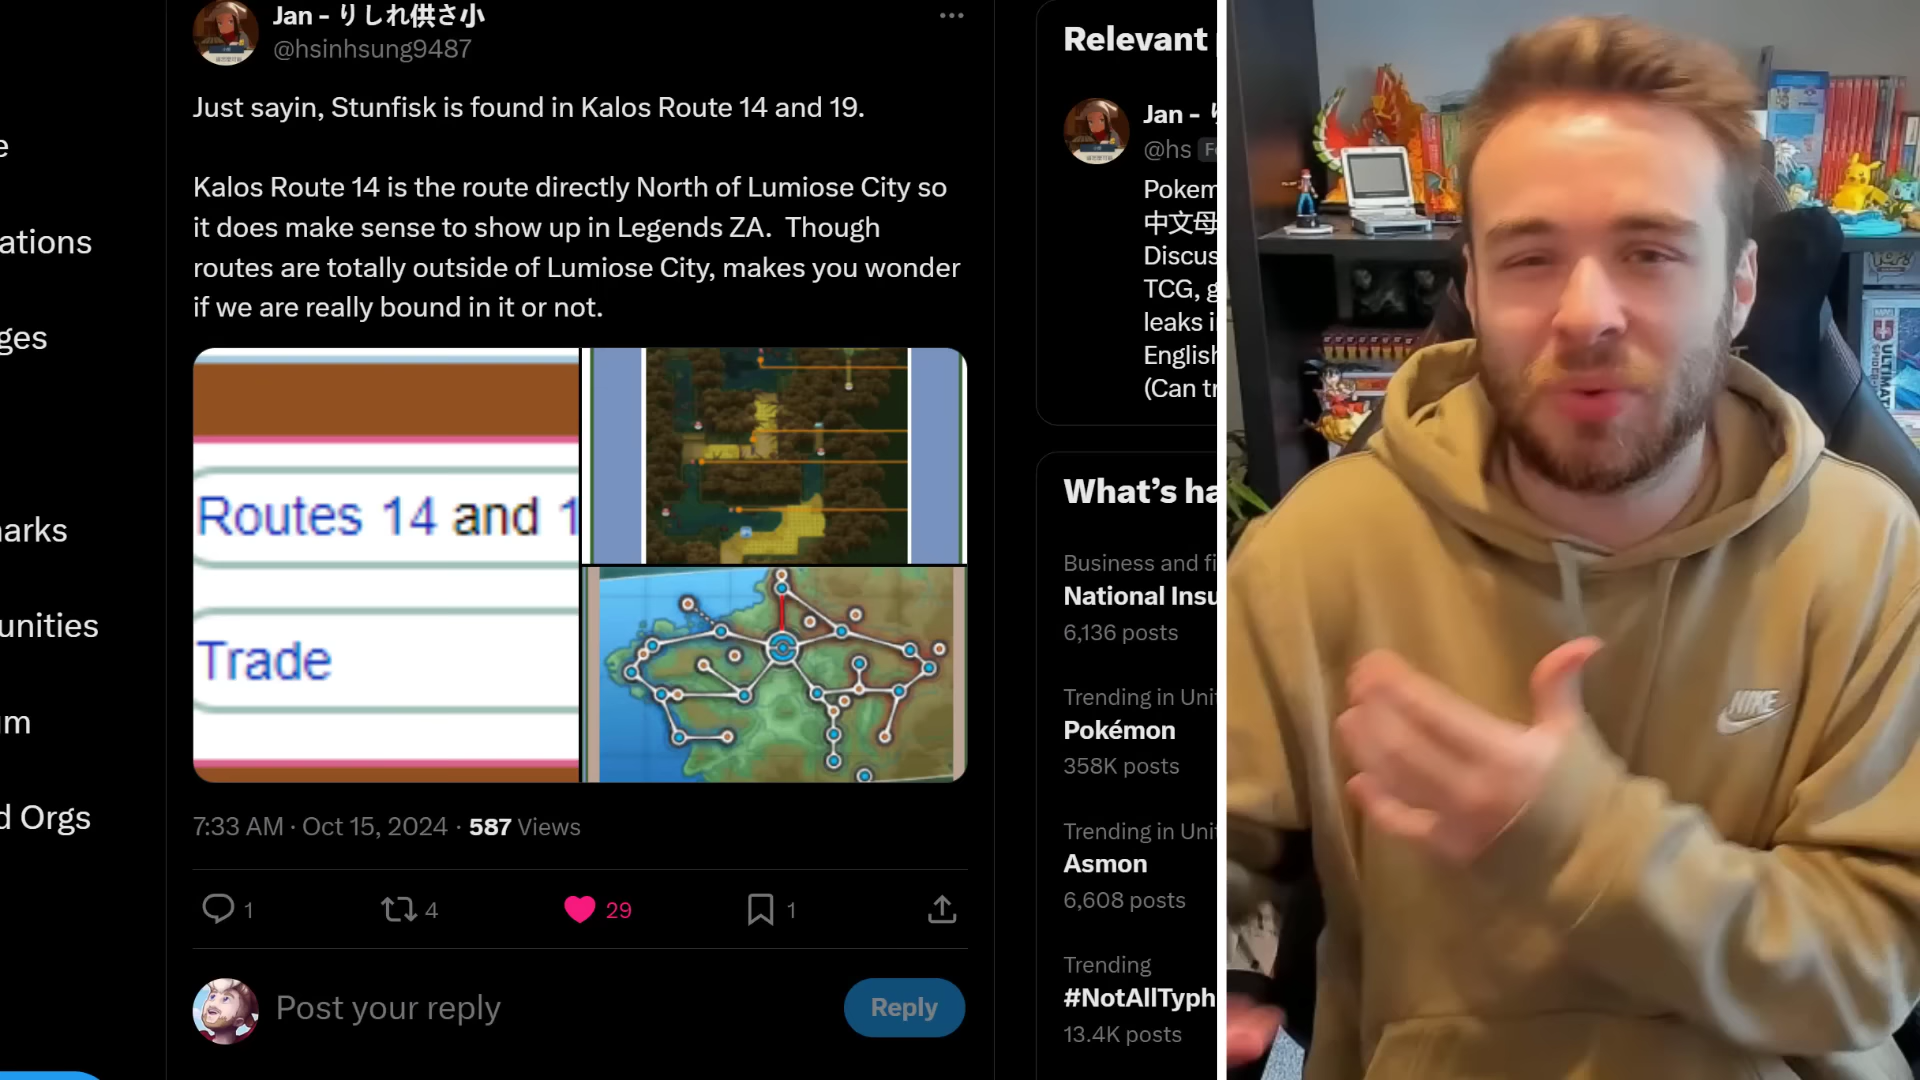 Jan - りしれ供さ小
@hsinhsung9487
Just sayin, Stunfisk is found in Kalos Route 14 and 19.
Kalos Route 14 is the route directly North of Lumiose City so
it does make sense to show up in Legends ZA.  Though
routes are totally outside of Lumiose City, makes you wonder
if we are really bound in it or not.
Routes 14 and 1
Trade
7:33 AM · Oct 15, 2024 · 587 Views
1
4
29
1
Post your reply
Reply
e
ations
ges
arks
unities
m
d Orgs
Relevant
Jan -
@hs
Fo
Pokem
中文母
Discus
TCG, g
leaks i
English
(Can tr
What's ha
Business and fi
National Insu
6,136 posts
Trending in Uni
Pokémon
358K posts
Trending in Uni
Asmon
6,608 posts
Trending
#NotAllTyph
13.4K posts
NIKE
ULTIMAT